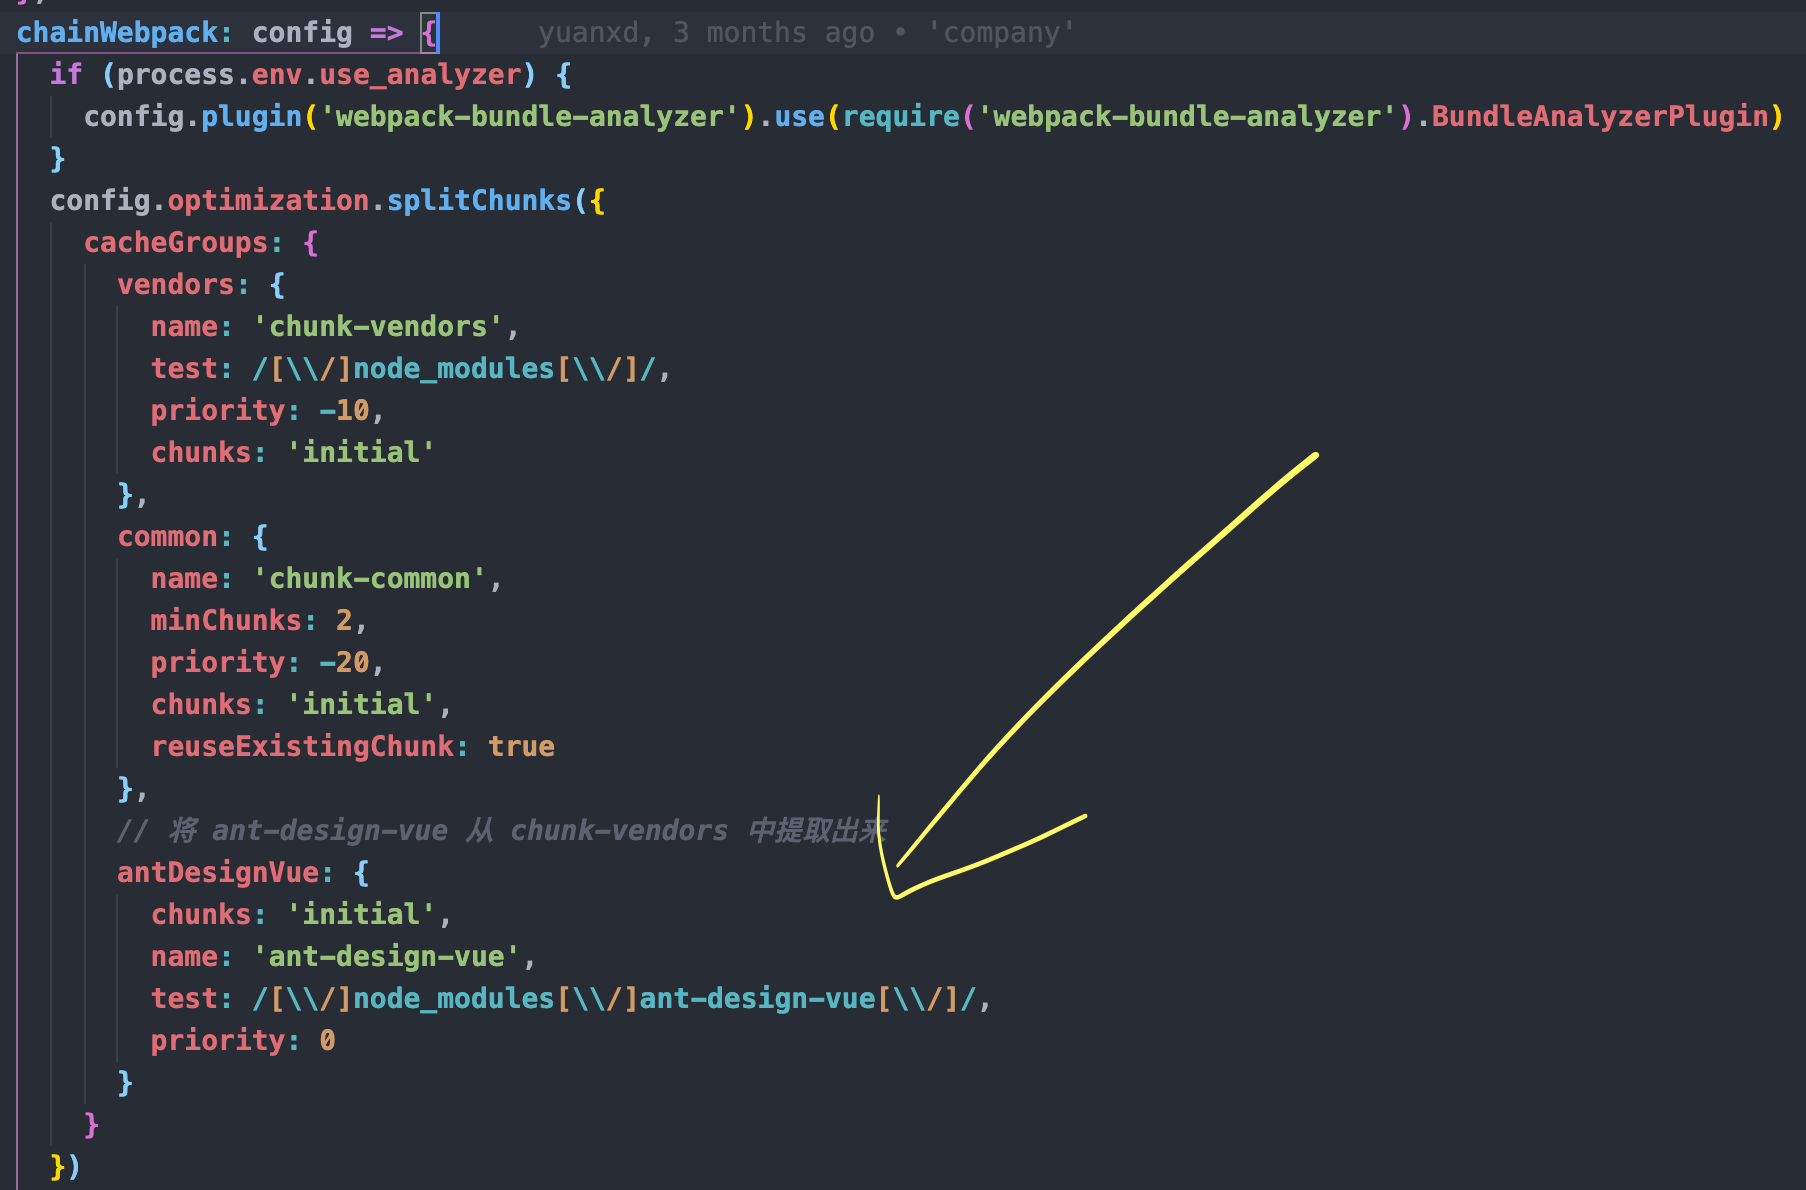 },
chainWebpack: config => { yuanxd, 3 months ago • 'company'
if (process.env.use_analyzer) {
config.plugin('webpack-bundle-analyzer').use(require('webpack-bundle-analyzer').BundleAnalyzerPlugin)
}
config.optimization.splitChunks({
cacheGroups: {
vendors: {
name: 'chunk-vendors',
test: /[\\/]node_modules[\\/]/,
priority: -10,
chunks: 'initial'
},
common: {
name: 'chunk-common',
minChunks: 2,
priority: -20,
chunks: 'initial',
reuseExistingChunk: true
},
// 将 ant-design-vue 从 chunk-vendors 中提取出来
antDesignVue: {
chunks: 'initial',
name: 'ant-design-vue',
test: /[\\/]node_modules[\\/]ant-design-vue[\\/]/,
priority: 0
}
}
})